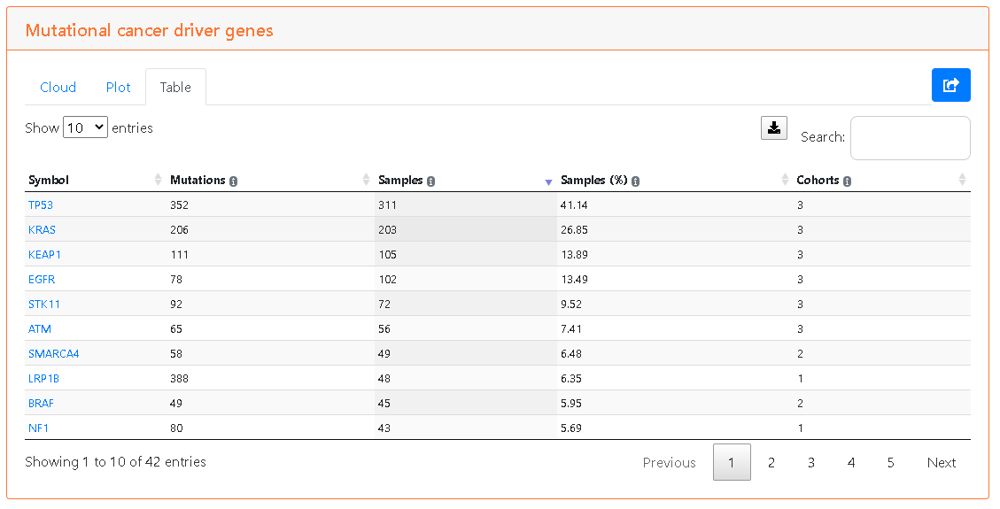 Mutational cancer driver genes
Cloud Plot Table
Show 10 entries Search:
Symbol Mutations Samples Samples (%) Cohorts
TP53 352 311 41.14 3
KRAS 206 203 26.85 3
KEAP1 111 105 13.89 3
EGFR 78 102 13.49 3
STK11 92 72 9.52 3
ATM 65 56 7.41 3
SMARCA4 58 49 6.48 2
LRP1B 388 48 6.35 1
BRAF 49 45 5.95 2
NF1 80 43 5.69 1
Showing 1 to 10 of 42 entries Previous 1 2 3 4 5 Next